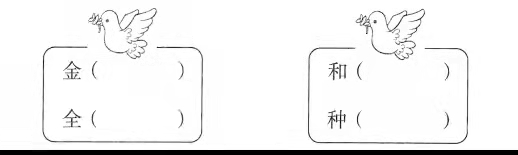 金（　　　）
全（　　　）
和（　　　）
种（　　　）